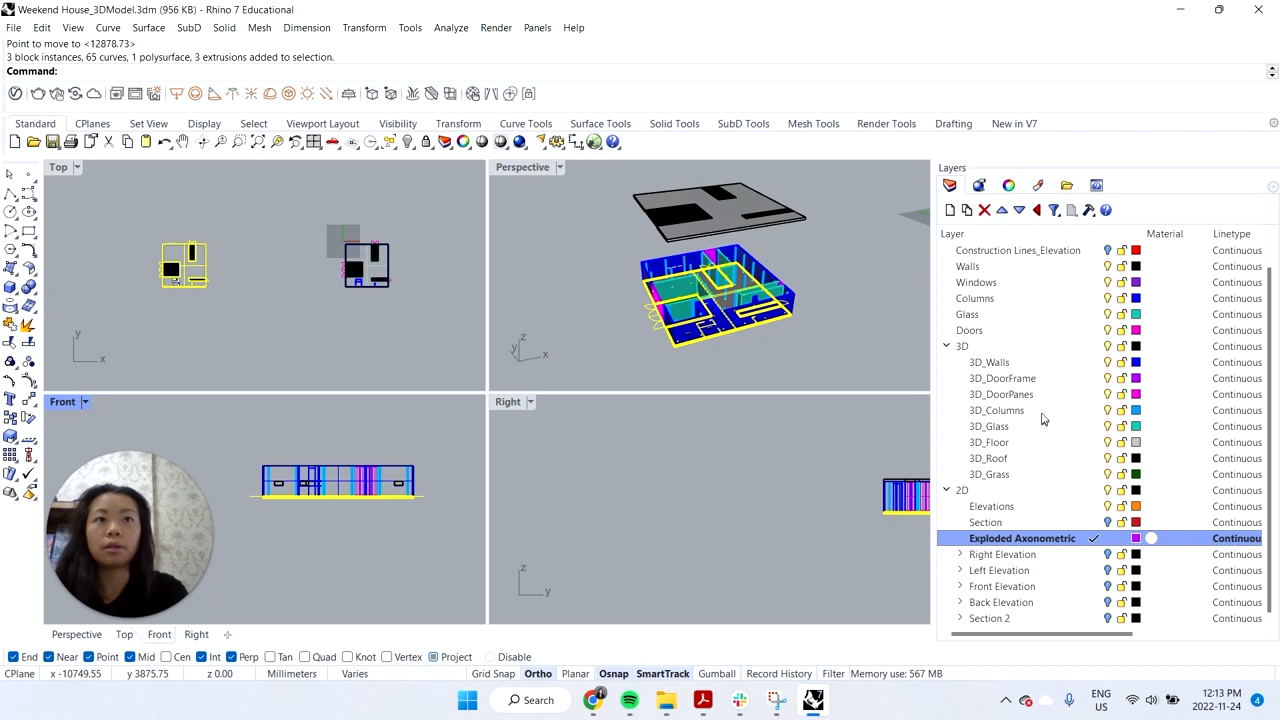 Weekend House_3DModel.3dm (956 KB) - Rhino 7 Educational
File Edit View Curve Surface SubD Solid Mesh Dimension Transform Tools Analyze Render Panels Help
Point to move to <12878.73>
3 block instances, 65 curves, 1 polysurface, 3 extrusions added to selection.
Command:
Standard CPlanes Set View Display Select Viewport Layout Visibility Transform Curve Tools Surface Tools Solid Tools SubD Tools Mesh Tools Render Tools Drafting New in V7
Top
Perspective
Layers
Layer Material Linetype
Construction Lines_Elevation Continuous
Walls Continuous
Windows Continuous
Columns Continuous
Glass Continuous
Doors Continuous
3D Continuous
3D_Walls Continuous
3D_DoorFrame Continuous
3D_DoorPanes Continuous
3D_Columns Continuous
3D_Glass Continuous
3D_Floor Continuous
3D_Roof Continuous
3D_Grass Continuous
2D Continuous
Elevations Continuous
Section Continuous
Exploded Axonometric Continuou
Right Elevation Continuous
Left Elevation Continuous
Front Elevation Continuous
Back Elevation Continuous
Section 2 Continuous
y
x
z
y
x
Front
Right
z
x
z
y
Perspective Top Front Right
End Near Point Mid Cen Int Perp Tan Quad Knot Vertex Project Disable
CPlane x -10749.55 y 3875.75 z 0.00 Millimeters Varies Grid Snap Ortho Planar Osnap SmartTrack Gumball Record History Filter Memory use: 567 MB
Search
ENG
US
12:13 PM
2022-11-24
4